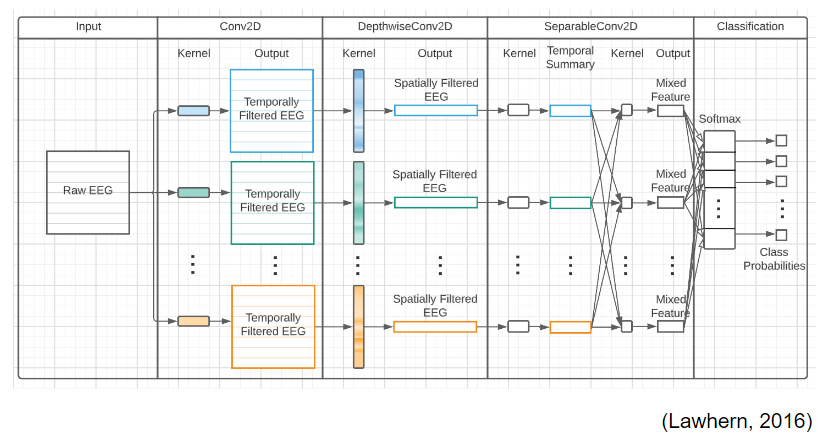 Input
Conv2D
DepthwiseConv2D
SeparableConv2D
Classification
Kernel
Output
Kernel
Output
Kernel
Temporal
Summary
Kernel
Output
Raw EEG
Temporally
Filtered EEG
Spatially Filtered
EEG
Mixed
Feature
Temporally
Filtered EEG
Spatially Filtered
EEG
Mixed
Feature
Temporally
Filtered EEG
Spatially Filtered
EEG
Mixed
Feature
Softmax
Class
Probabilities
(Lawhern, 2016)